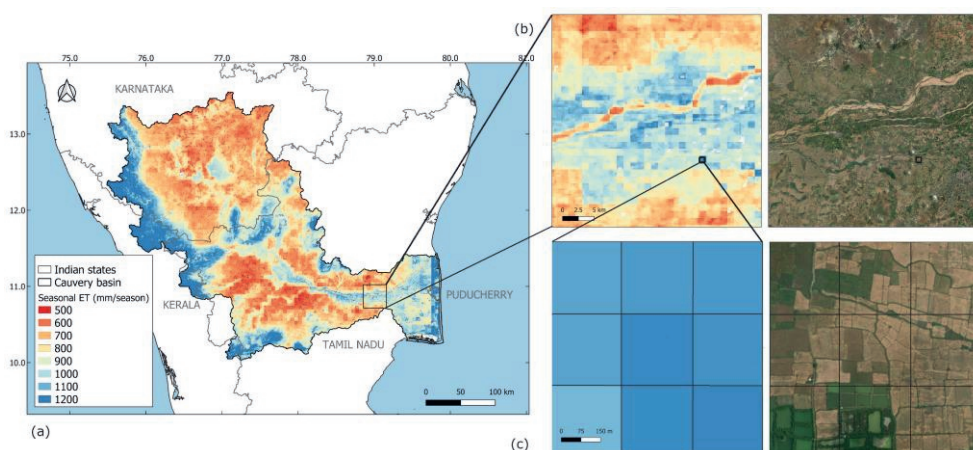 (b)
75.0 76.0 77.0 78.0 79.0 80.0 81.0 82.0
KARNATAKA
13.0
12.0
11.0
10.0
Indian states
Cauvery basin
Seasonal ET (mm/season)
500
600
700
800
900
1000
1100
1200
KERALA
TAMIL NADU
PUDUCHERRY
0 50 100 km
0 2.5 5 km
(a)
(c)
0 75 150 m